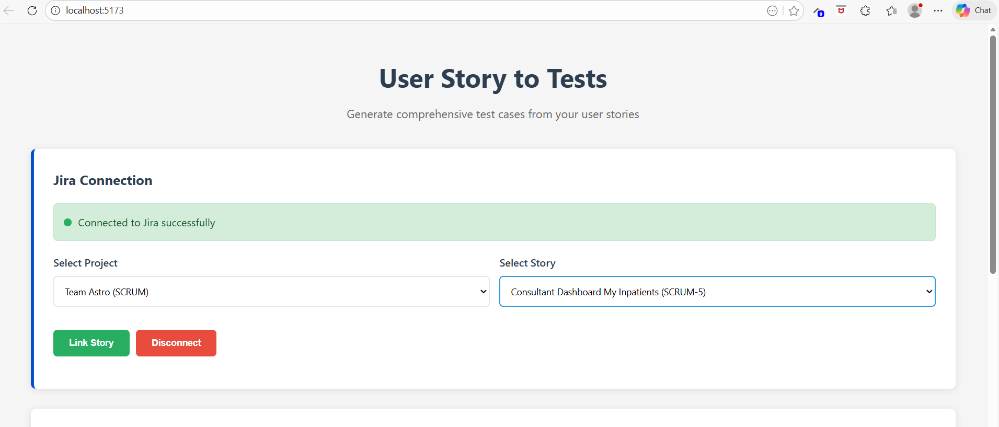 localhost:5173
0
Chat
User Story to Tests
Generate comprehensive test cases from your user stories
Jira Connection
Connected to Jira successfully
Select Project
Select Story
Team Astro (SCRUM)
Consultant Dashboard My Inpatients (SCRUM-5)
Link Story
Disconnect